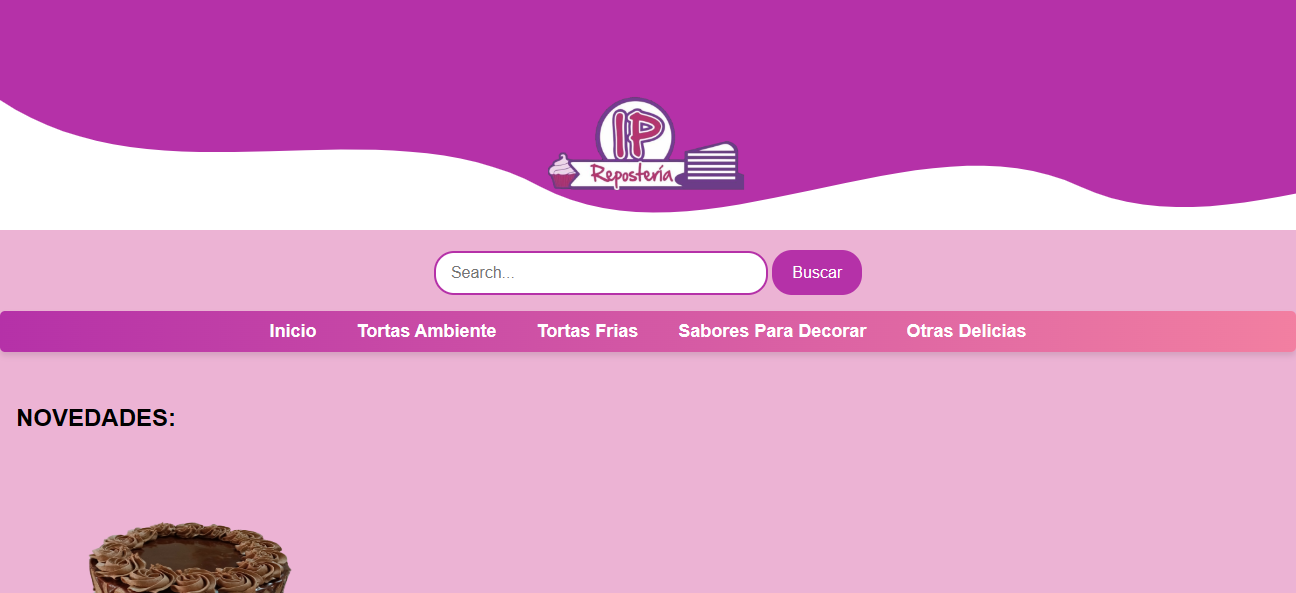 IP
Repostería
Search...
Buscar
Inicio
Tortas Ambiente
Tortas Frias
Sabores Para Decorar
Otras Delicias
NOVEDADES: